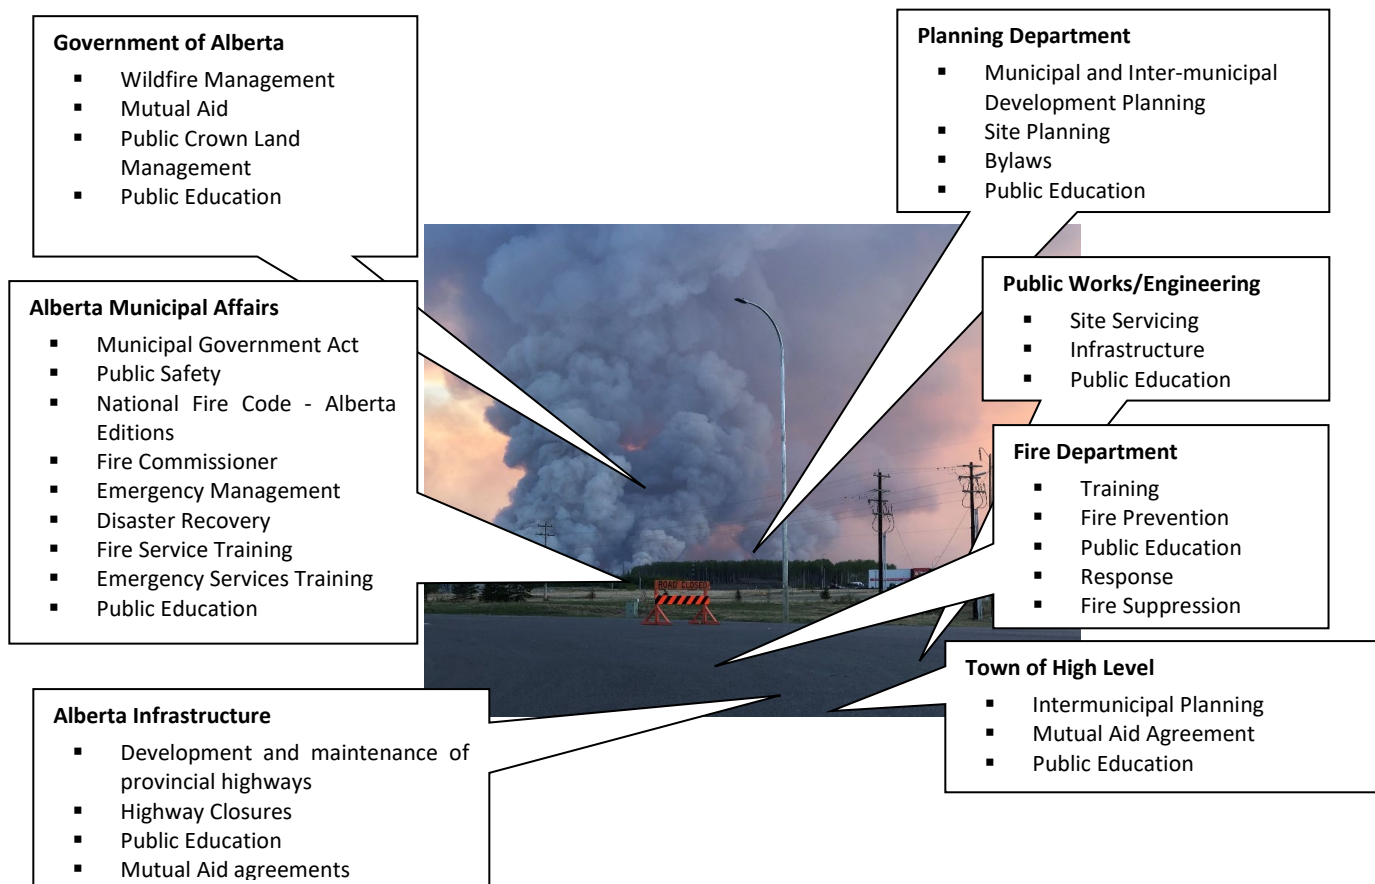 Government of Alberta
▪ Wildfire Management
▪ Mutual Aid
▪ Public Crown Land
Management
▪ Public Education
Alberta Municipal Affairs
▪ Municipal Government Act
▪ Public Safety
▪ National Fire Code - Alberta
Editions
▪ Fire Commissioner
▪ Emergency Management
▪ Disaster Recovery
▪ Fire Service Training
▪ Emergency Services Training
▪ Public Education
Alberta Infrastructure
▪ Development and maintenance of
provincial highways
▪ Highway Closures
▪ Public Education
▪ Mutual Aid agreements
Planning Department
▪ Municipal and Inter-municipal
Development Planning
▪ Site Planning
▪ Bylaws
▪ Public Education
Public Works/Engineering
▪ Site Servicing
▪ Infrastructure
▪ Public Education
Fire Department
▪ Training
▪ Fire Prevention
▪ Public Education
▪ Response
▪ Fire Suppression
Town of High Level
▪ Intermunicipal Planning
▪ Mutual Aid Agreement
▪ Public Education
ROAD CLOSED